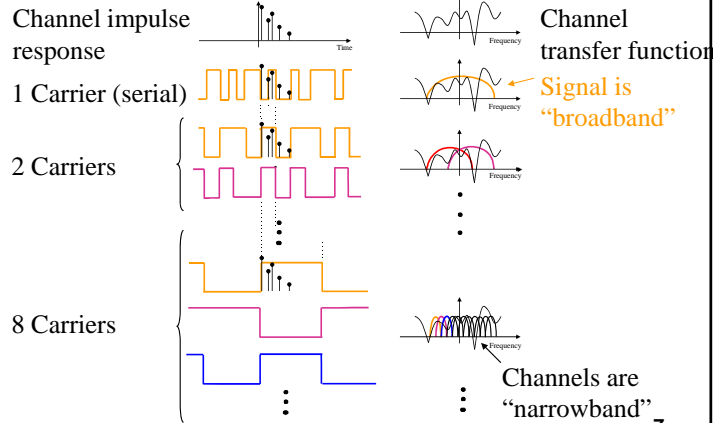 Channel impulse
response
Time
Frequency
Channel
transfer function
1 Carrier (serial)
Frequency
Signal is
“broadband”
2 Carriers
Frequency
8 Carriers
Frequency
Channels are
“narrowband”